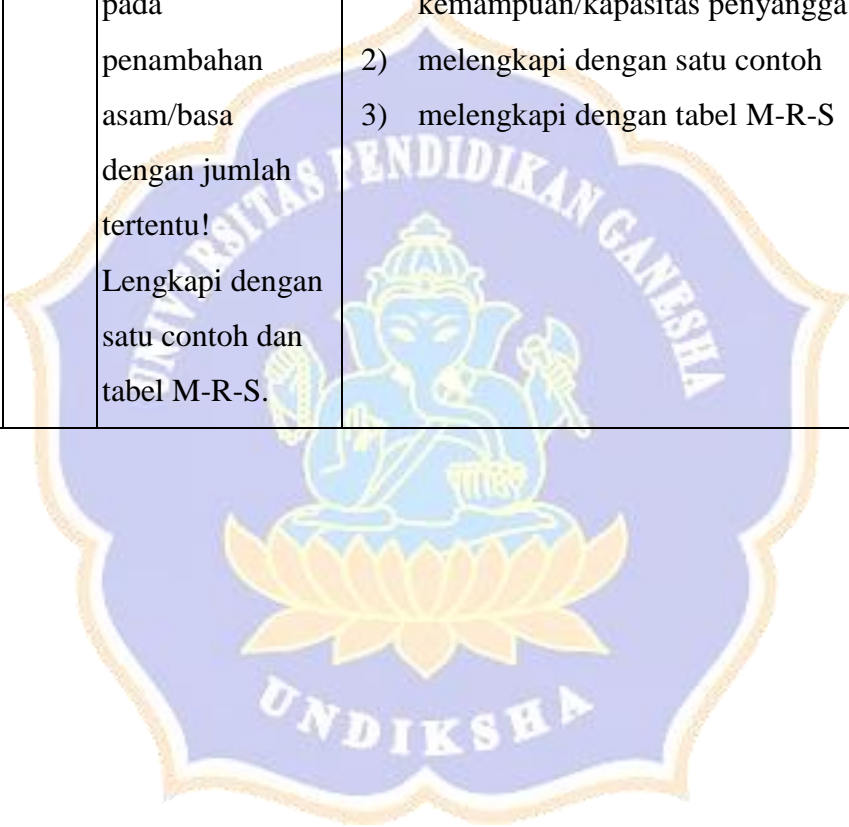 pada
penambahan
asam/basa
dengan jumlah
tertentu!
Lengkapi dengan
satu contoh dan
tabel M-R-S.
kemampuan/kapasitas penyangga
2) melengkapi dengan satu contoh
3) melengkapi dengan tabel M-R-S
UNIVERSITAS PENDIDIKAN GANESHA
UNDIKSHA